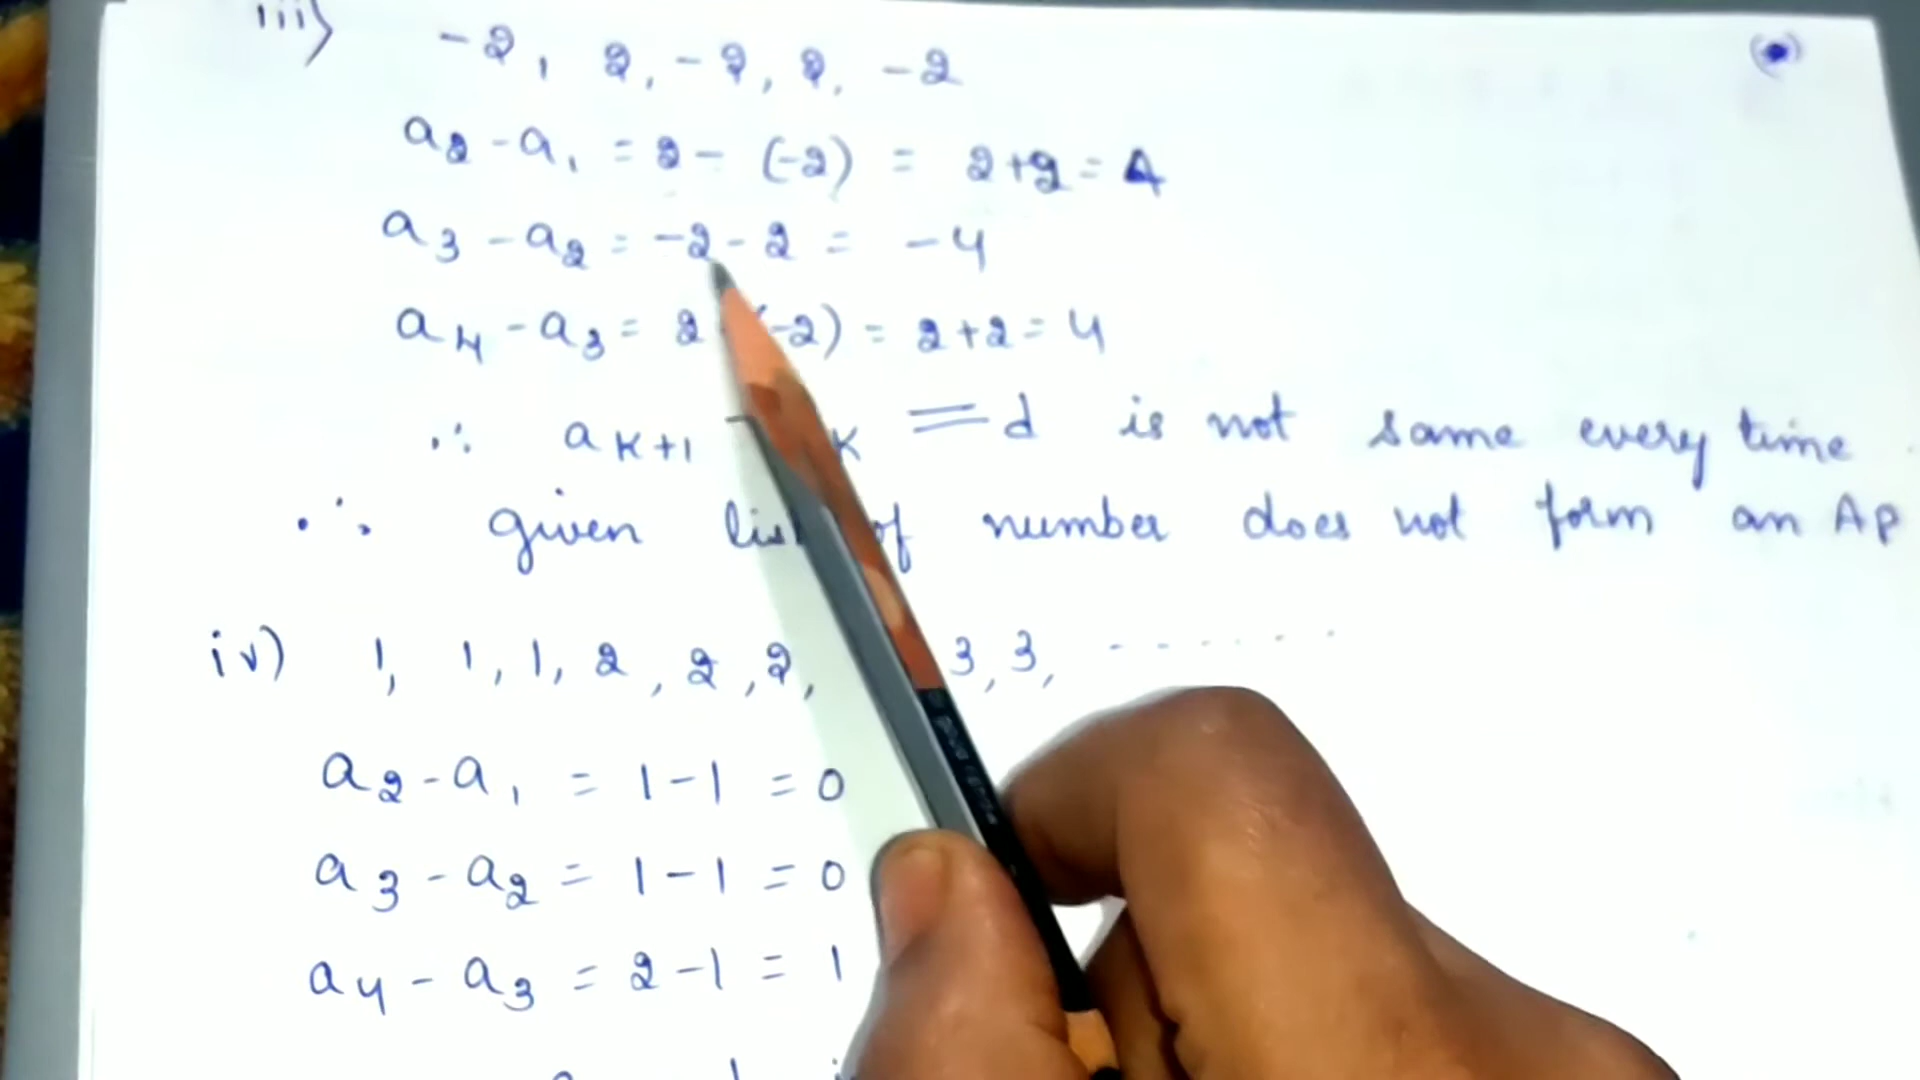 iii) -2, 2, -2, 2, -2
a2 - a1 = 2 - (-2) = 2+2 = 4
a3 - a2 = -2 - 2 = -4
a4 - a3 = 2 (-2) = 2+2 = 4
∴ aK+1 K = d is not same every time
∴ given list of number does not form an AP
iv) 1, 1, 1, 2, 2, 2, 3, 3, .......
a2 - a1 = 1 - 1 = 0
a3 - a2 = 1 - 1 = 0
a4 - a3 = 2 - 1 = 1